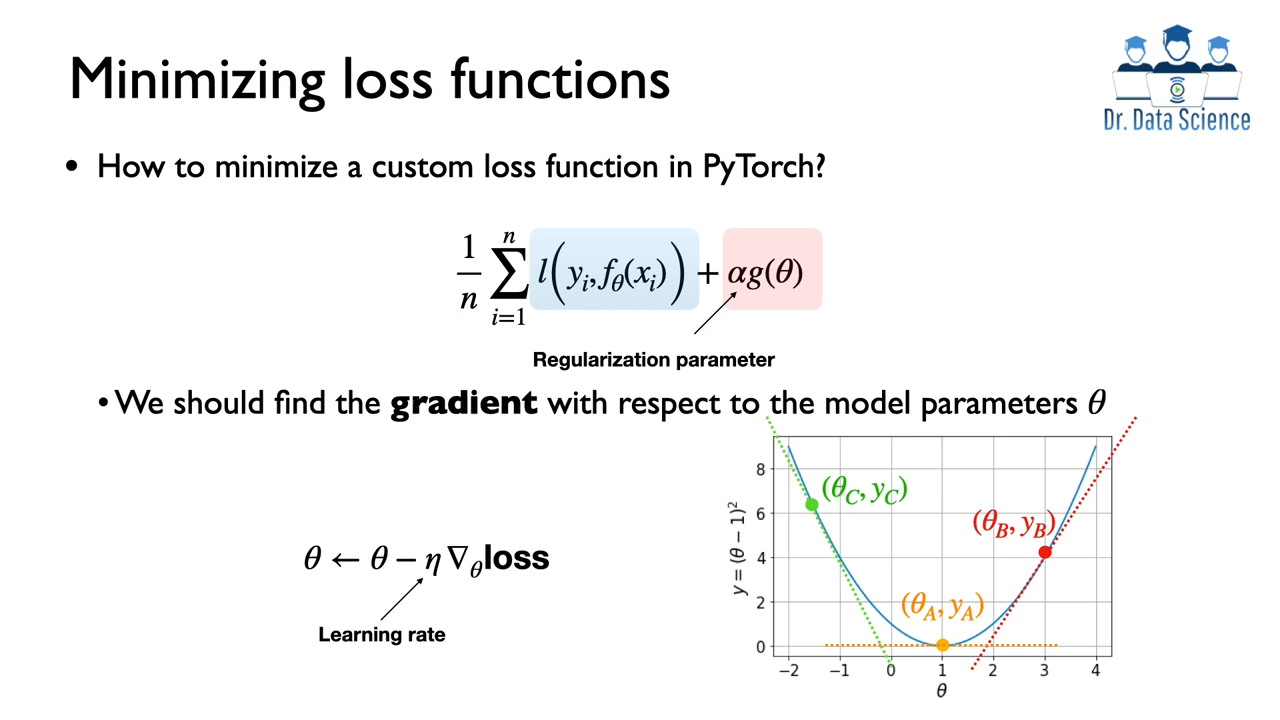 Minimizing loss functions
Dr. Data Science
• How to minimize a custom loss function in PyTorch?
1/n ∑_{i=1}^{n} l(y_i, f_θ(x_i)) + αg(θ)
Regularization parameter
• We should find the gradient with respect to the model parameters θ
θ ← θ − η ∇_θ loss
Learning rate
y = (θ − 1)²
8
6
4
2
0
(θ_C, y_C)
(θ_B, y_B)
(θ_A, y_A)
−2 −1 0 1 2 3 4
θ